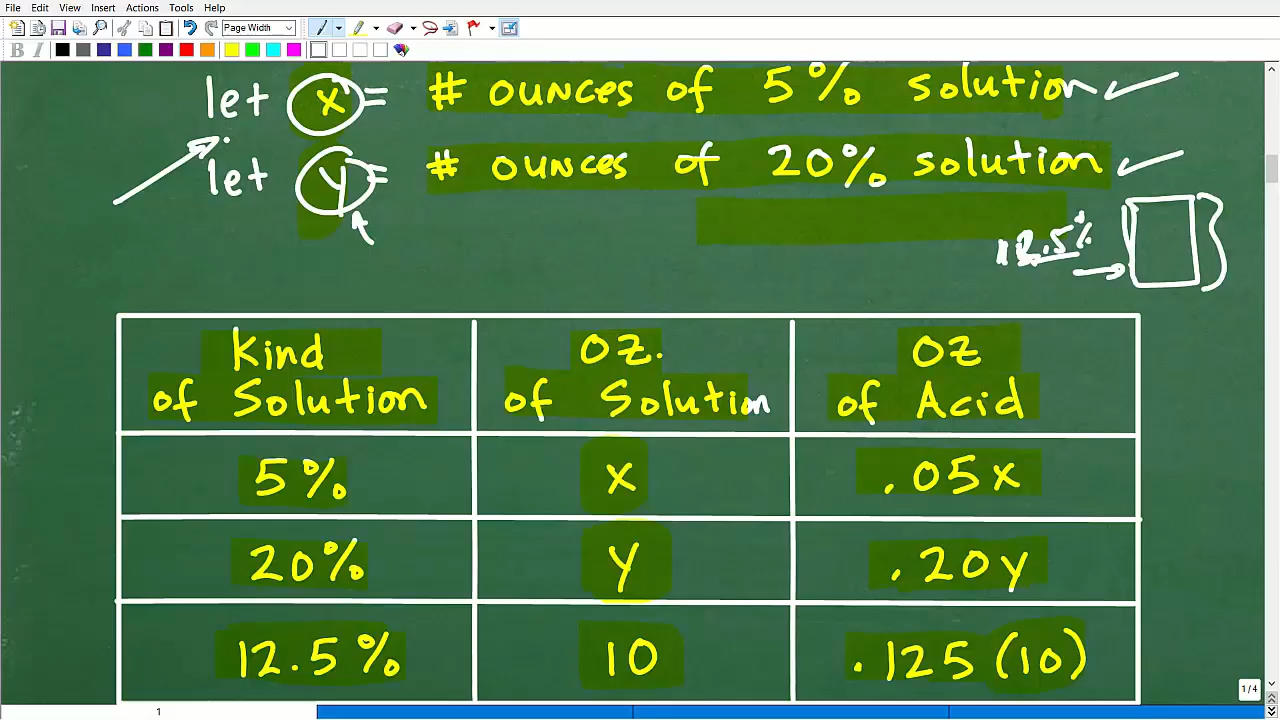 File Edit View Insert Actions Tools Help
Page Width
B I
let x = # ounces of 5% solution
let y = # ounces of 20% solution
12.5%
Kind of Solution
OZ. of Solution
OZ of Acid
5% x .05x
20% y .20y
12.5% 10 .125(10)
1/4
1